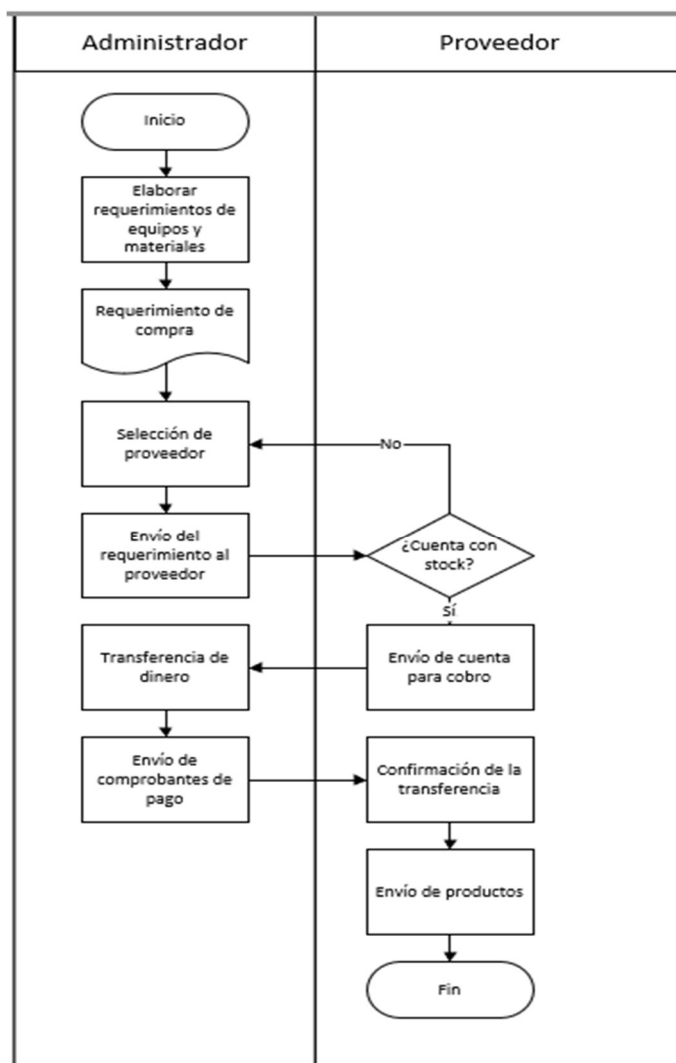 Administrador
Proveedor
Inicio
Elaborar
requerimientos de
equipos y
materiales
Requerimiento de
compra
Selección de
proveedor
No
Envío del
requerimiento al
proveedor
¿Cuenta con
stock?
Sí
Transferencia de
dinero
Envío de cuenta
para cobro
Envío de
comprobantes de
pago
Confirmación de la
transferencia
Envío de productos
Fin